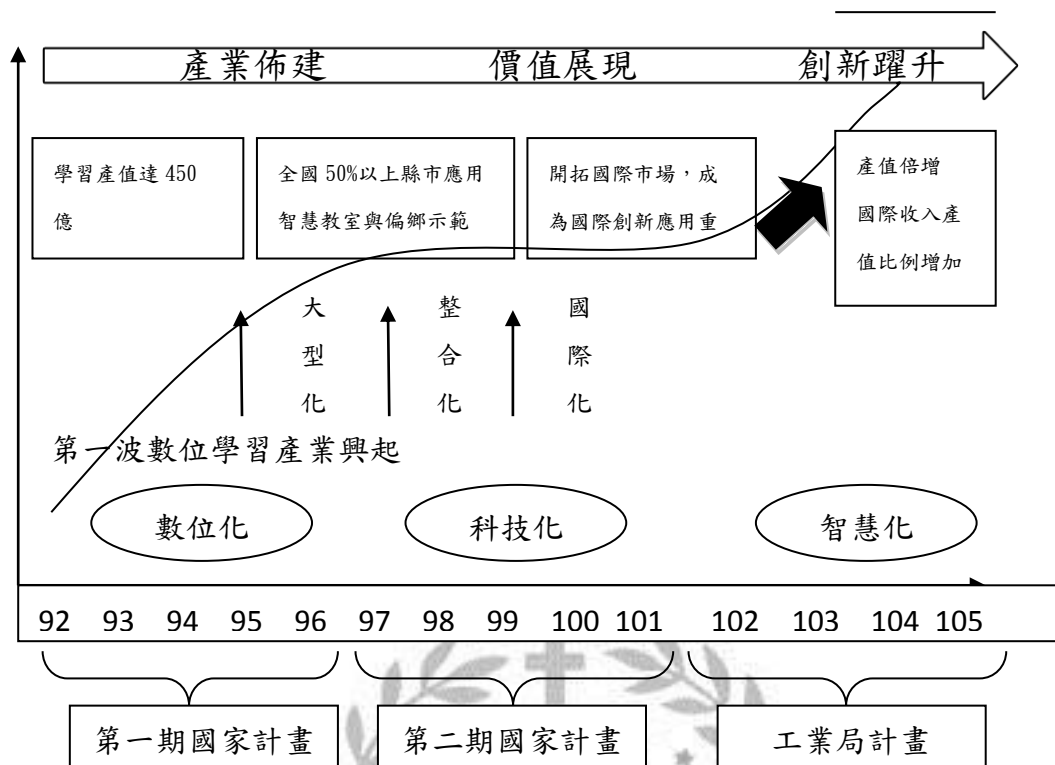 產業佈建 價值展現 創新躍升
學習產值達 450
億
全國 50%以上縣市應用
智慧教室與偏鄉示範
開拓國際市場，成
為國際創新應用重
產值倍增
國際收入產
值比例增加
大型化
整合化
國際化
第一波數位學習產業興起
數位化 科技化 智慧化
92 93 94 95 96 97 98 99 100 101 102 103 104 105
第一期國家計畫 第二期國家計畫 工業局計畫